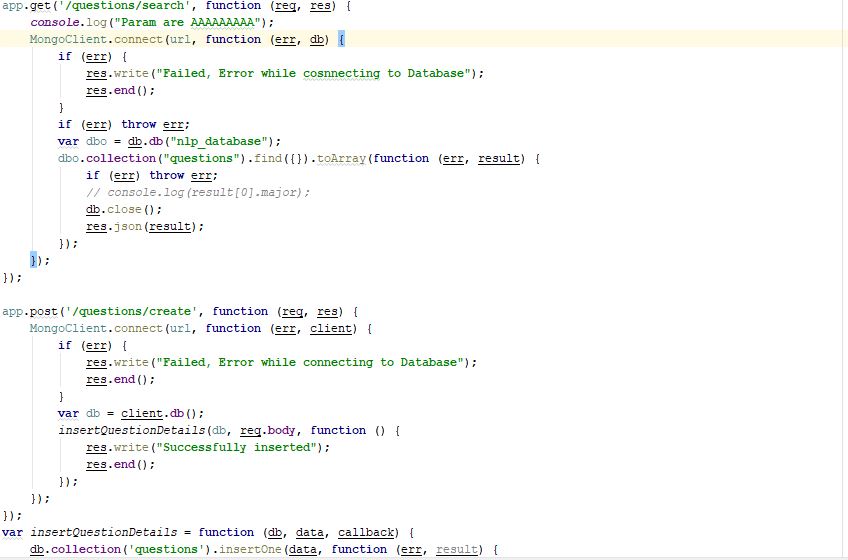 app.get('/questions/search', function (req, res) {
    console.log("Param are AAAAAAAAA");
    MongoClient.connect(url, function (err, db) {
        if (err) {
            res.write("Failed, Error while cosnnecting to Database");
            res.end();
        }
        if (err) throw err;
        var dbo = db.db("nlp_database");
        dbo.collection("questions").find({}).toArray(function (err, result) {
            if (err) throw err;
            // console.log(result[0].major);
            db.close();
            res.json(result);
        });
    });
});

app.post('/questions/create', function (req, res) {
    MongoClient.connect(url, function (err, client) {
        if (err) {
            res.write("Failed, Error while connecting to Database");
            res.end();
        }
        var db = client.db();
        insertQuestionDetails(db, req.body, function () {
            res.write("Successfully inserted");
            res.end();
        });
    });
});
var insertQuestionDetails = function (db, data, callback) {
    db.collection('questions').insertOne(data, function (err, result) {